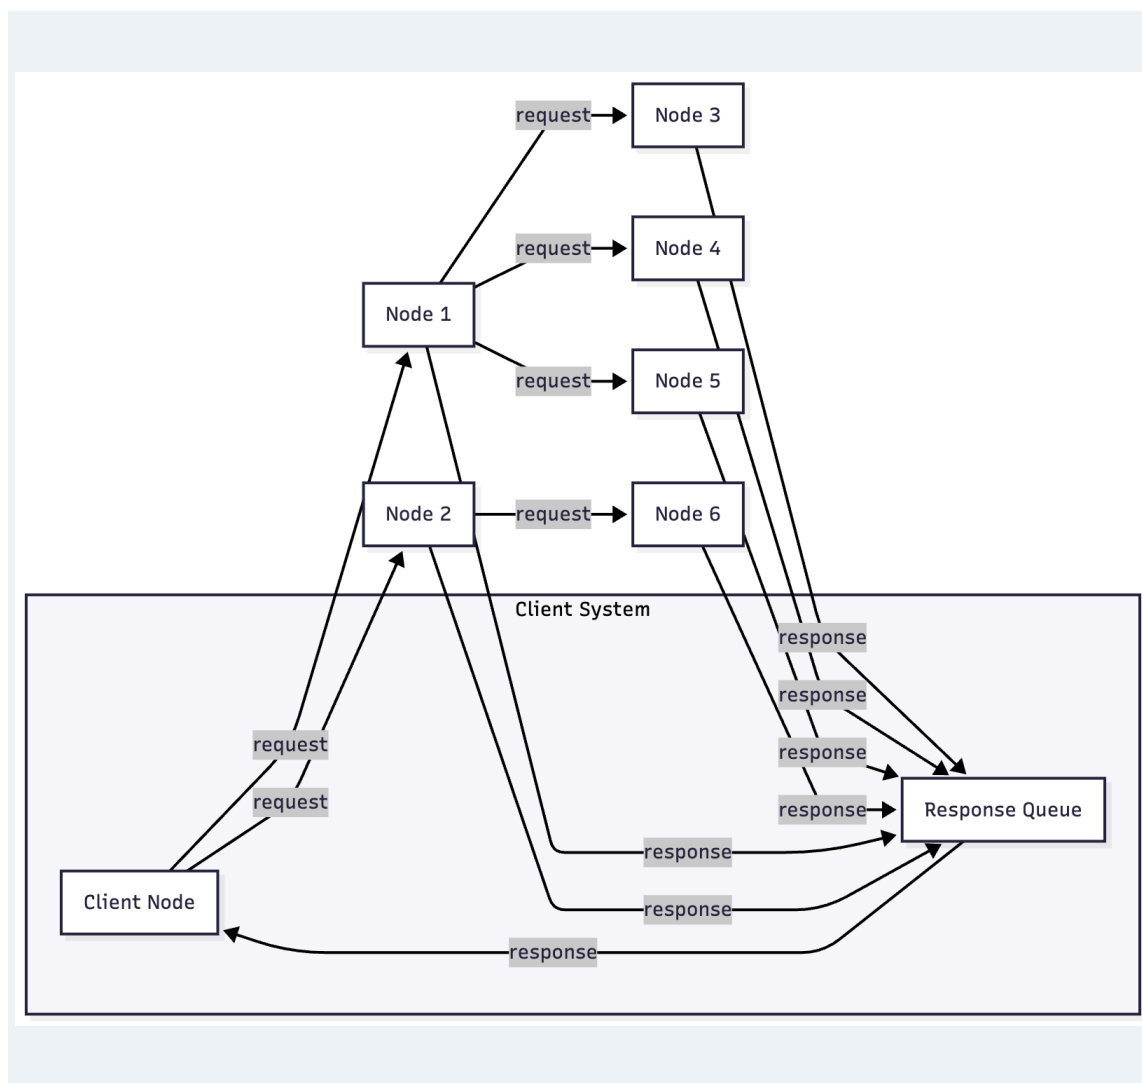 request
Node 3
request
Node 4
Node 1
request
Node 5
Node 2
request
Node 6
Client System
response
response
request
response
request
response
Response Queue
response
Client Node
response
response